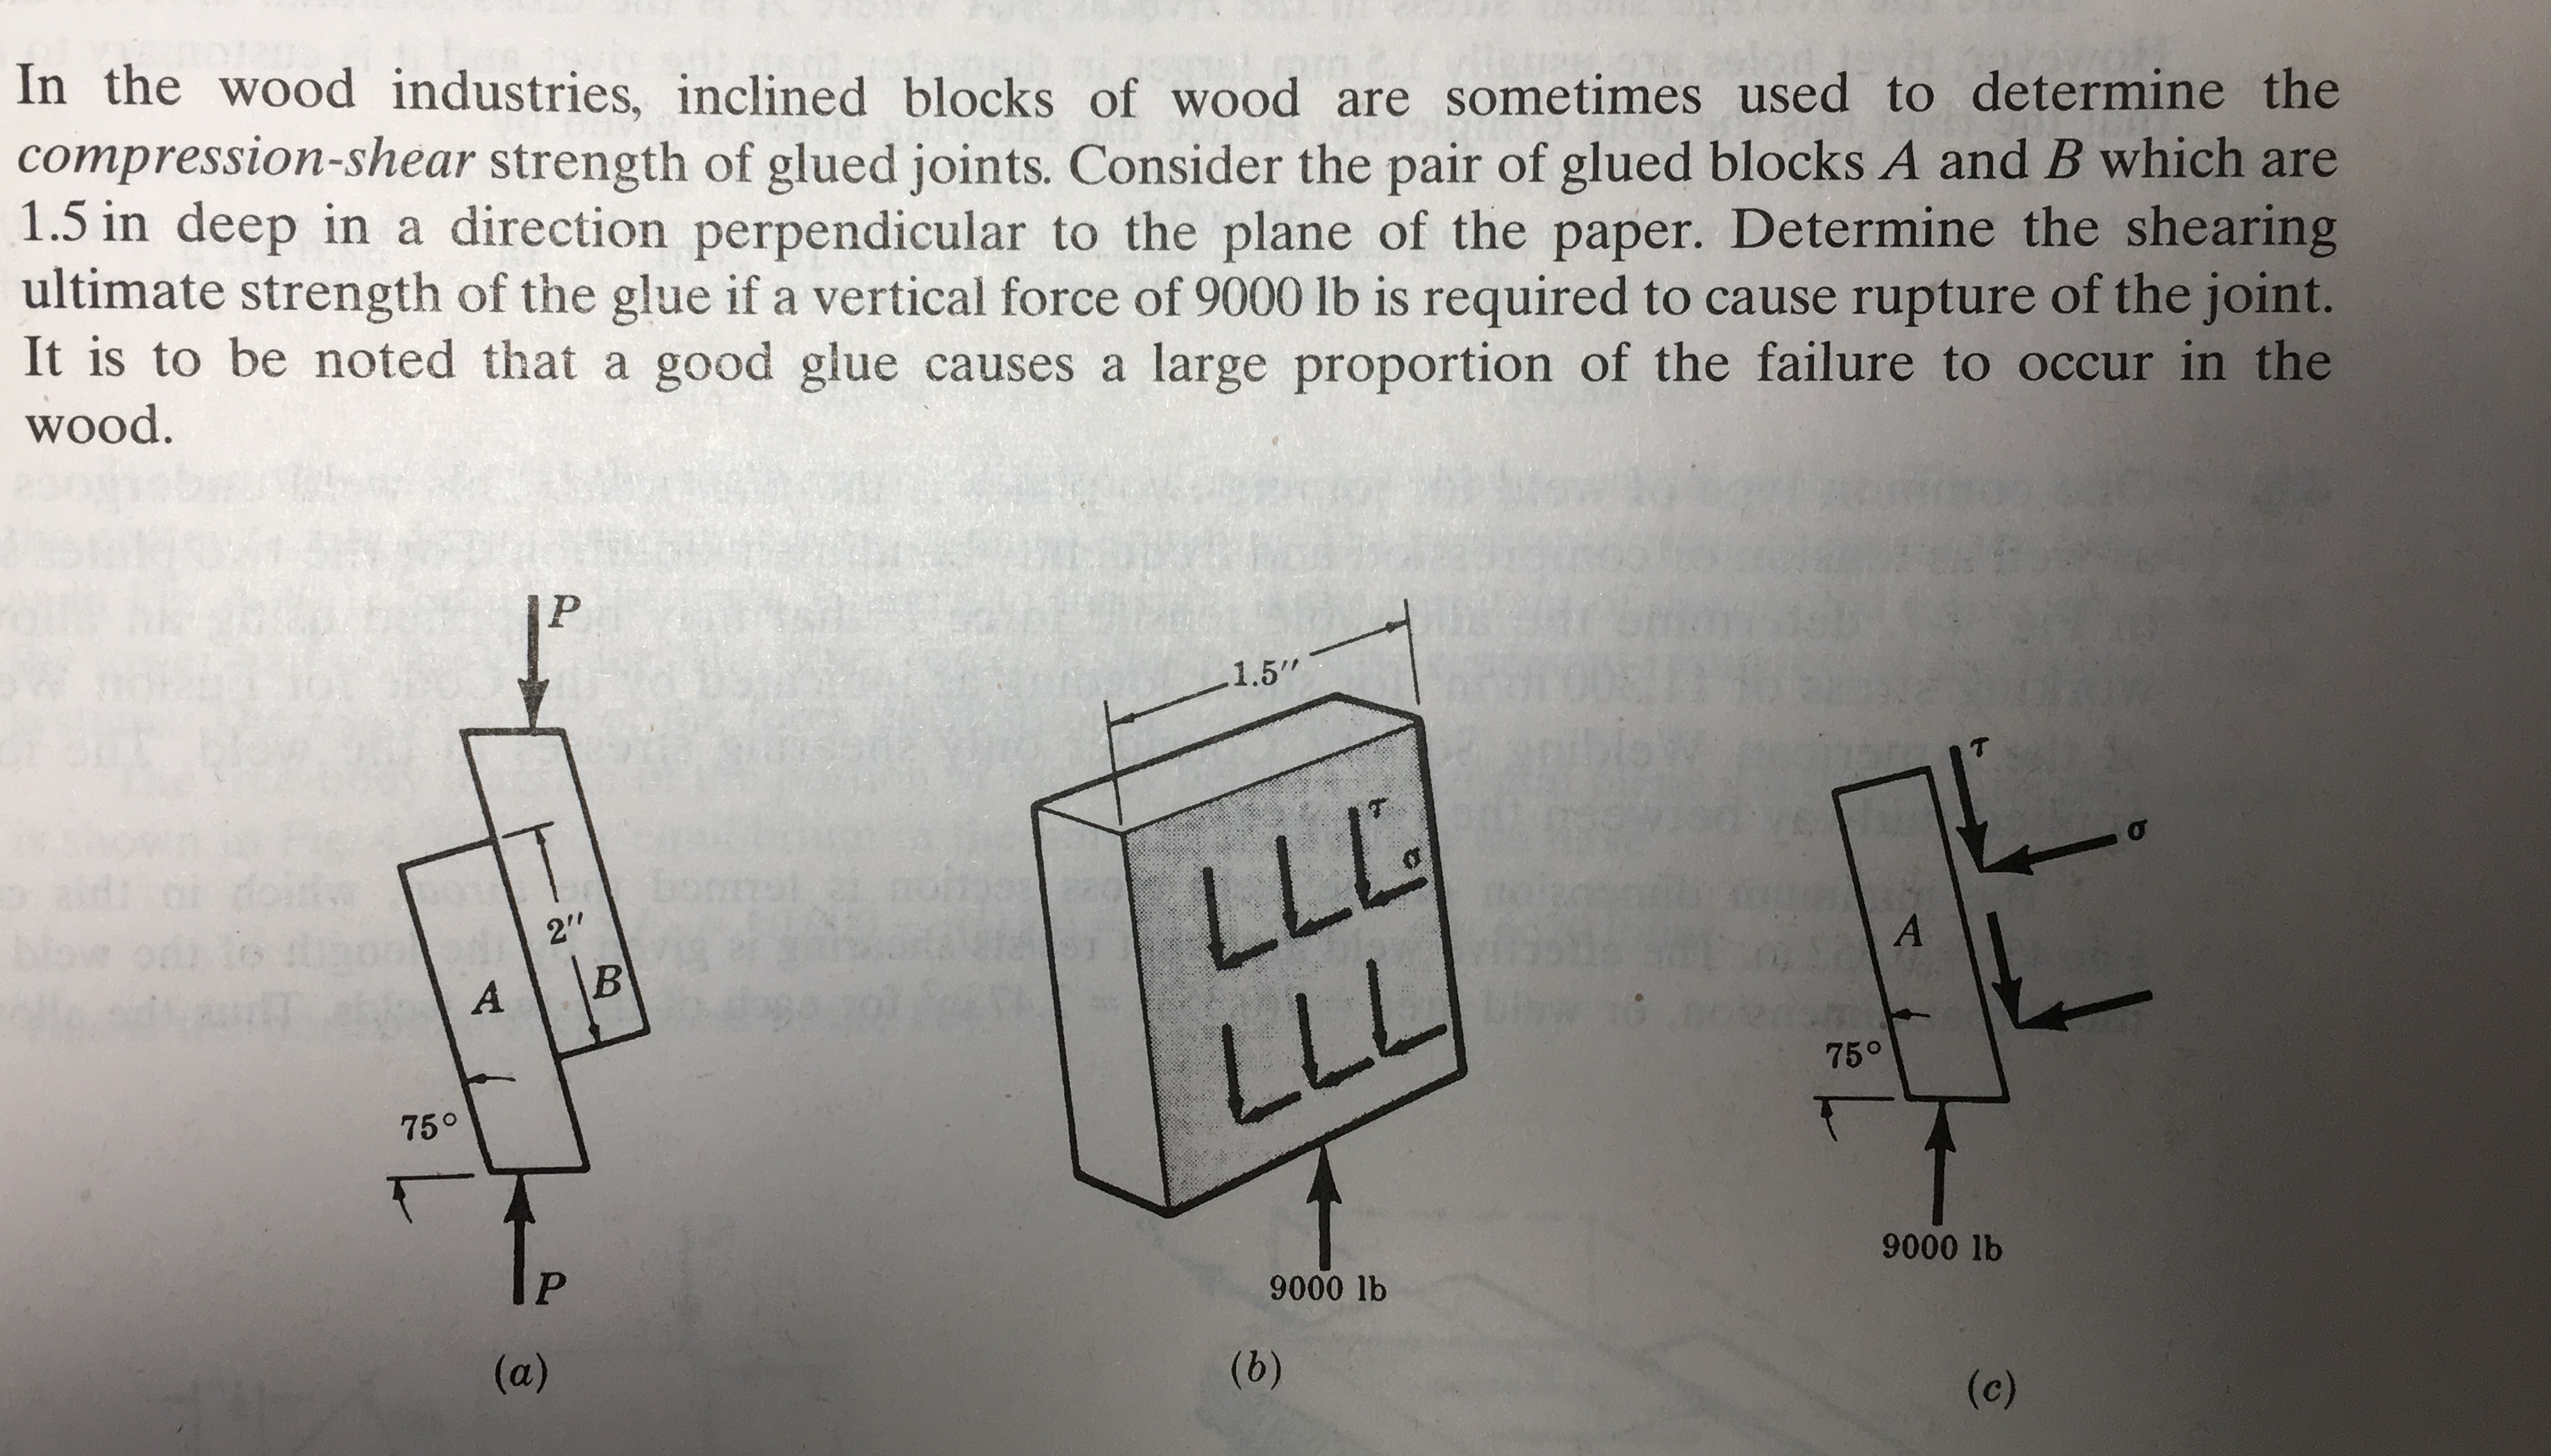 In the wood industries, inclined blocks of wood are sometimes used to determine the
compression-shear strength of glued joints. Consider the pair of glued blocks A and B which are
1.5 in deep in a direction perpendicular to the plane of the paper. Determine the shearing
ultimate strength of the glue if a vertical force of 9000 lb is required to cause rupture of the joint.
It is to be noted that a good glue causes a large proportion of the failure to occur in the
wood.
P
2″
B
A
75°
P
(a)
1.5″
τ
σ
9000 lb
(b)
τ
σ
A
75°
9000 lb
(c)